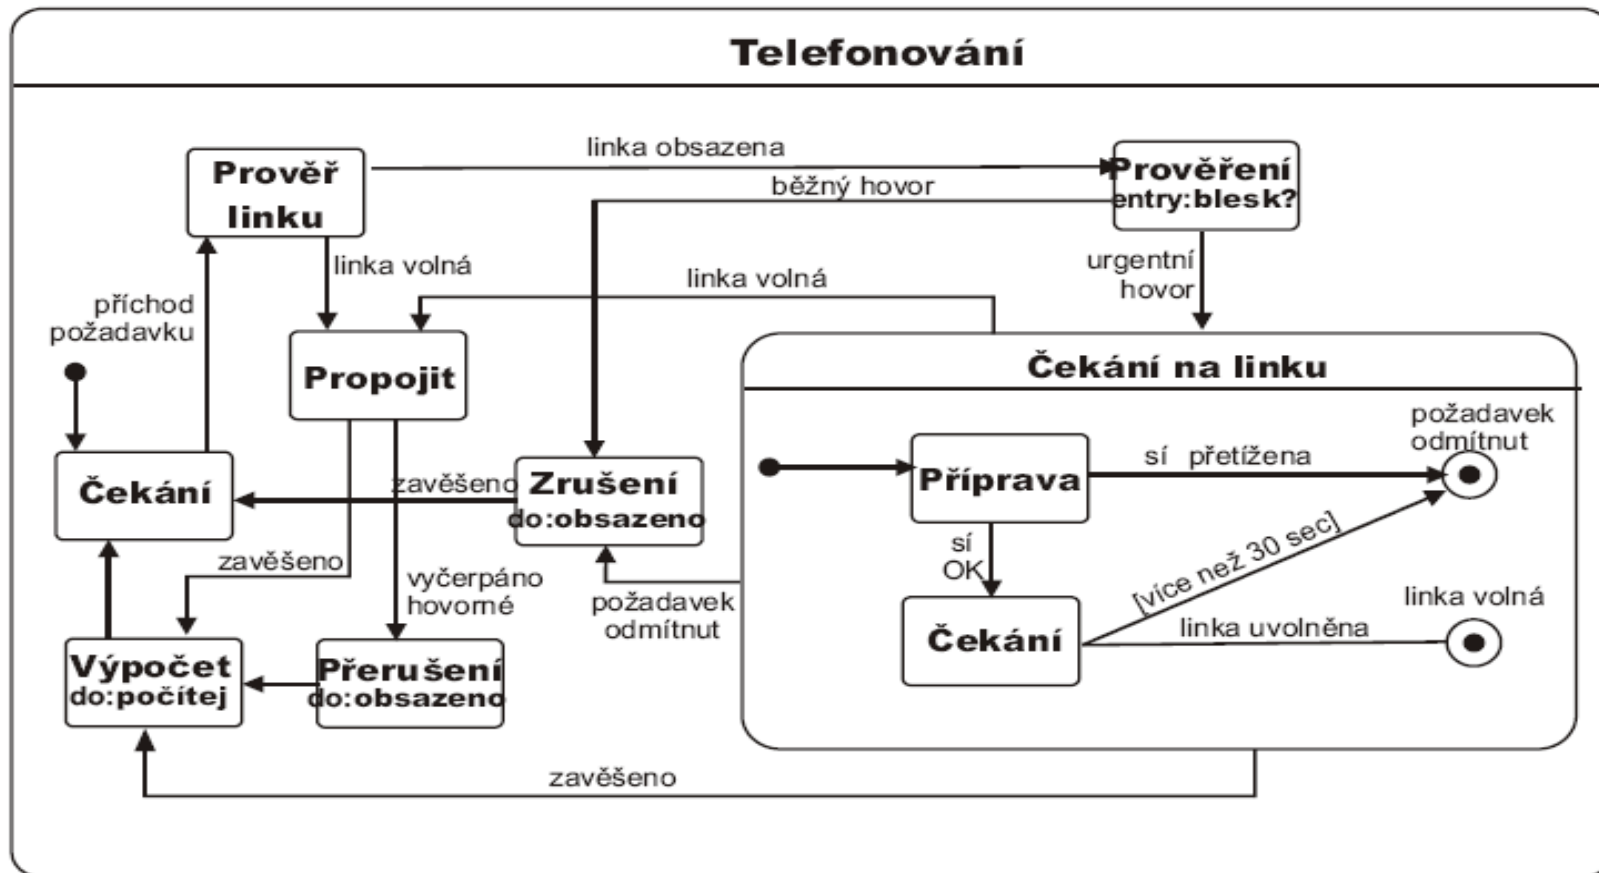 Telefonování
linka obsazena
Prověř
linku
Prověření
entry:blesk?
běžný hovor
linka volná
linka volná
urgentní
hovor
příchod
požadavku
Propojit
Čekání na linku
požadavek
odmítnut
Čekání
zavěšeno
Zrušení
do:obsazeno
Příprava
sí přetížena
sí
OK
[více než 30 sec]
zavěšeno
vyčerpáno
hovorné
požadavek
odmítnut
Čekání
linka uvolněna
linka volná
Výpočet
do:počítej
Přerušení
do:obsazeno
zavěšeno